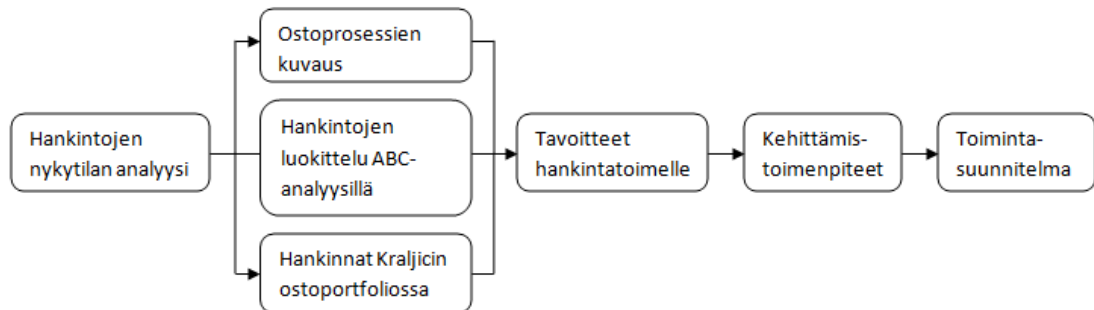 Hankintojen
nykytilan analyysi
Ostoprosessien
kuvaus
Hankintojen
luokittelu ABC-
analyysillä
Hankinnat Kraljicin
ostoportfoliossa
Tavoitteet
hankintatoimelle
Kehittämis-
toimenpiteet
Toiminta-
suunnitelma